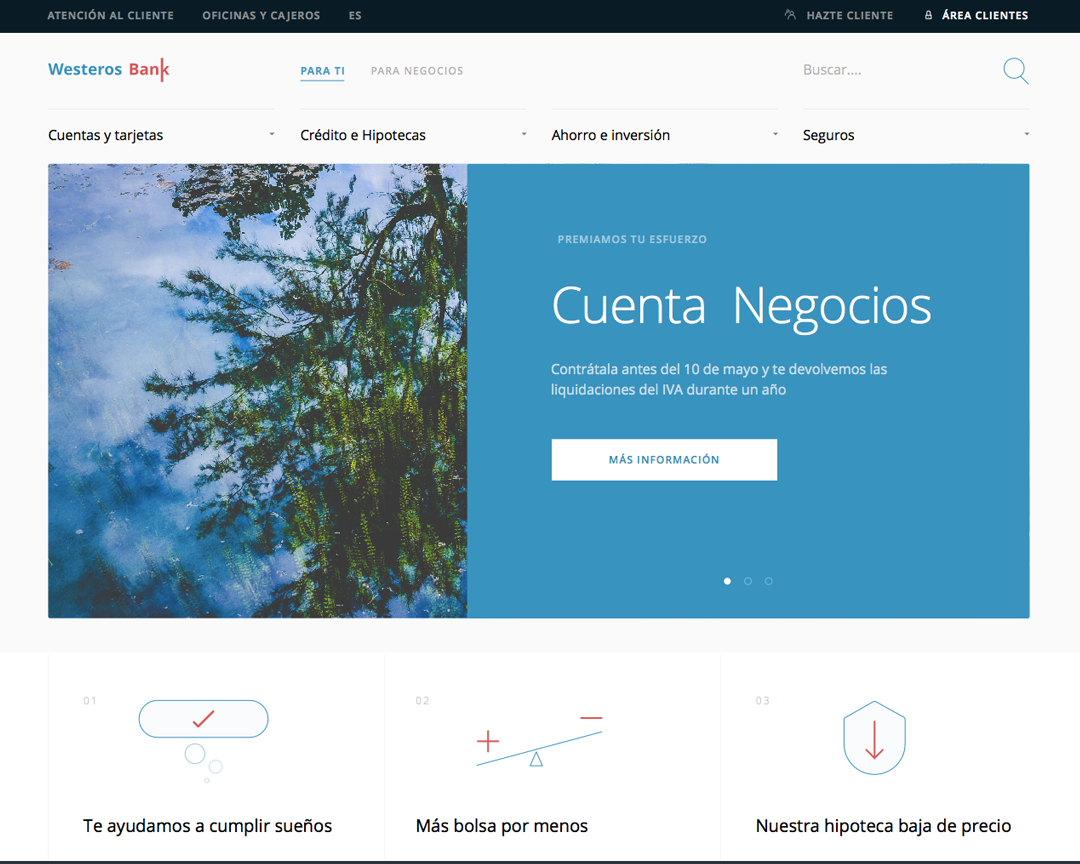 ATENCIÓN AL CLIENTE OFICINAS Y CAJEROS ES HAZTE CLIENTE ÁREA CLIENTES
Westeros Bank PARA TI PARA NEGOCIOS Buscar....
Cuentas y tarjetas Crédito e Hipotecas Ahorro e inversión Seguros
PREMIAMOS TU ESFUERZO
Cuenta Negocios
Contrátala antes del 10 de mayo y te devolvemos las
liquidaciones del IVA durante un año
MÁS INFORMACIÓN
01 02 03
Te ayudamos a cumplir sueños Más bolsa por menos Nuestra hipoteca baja de precio